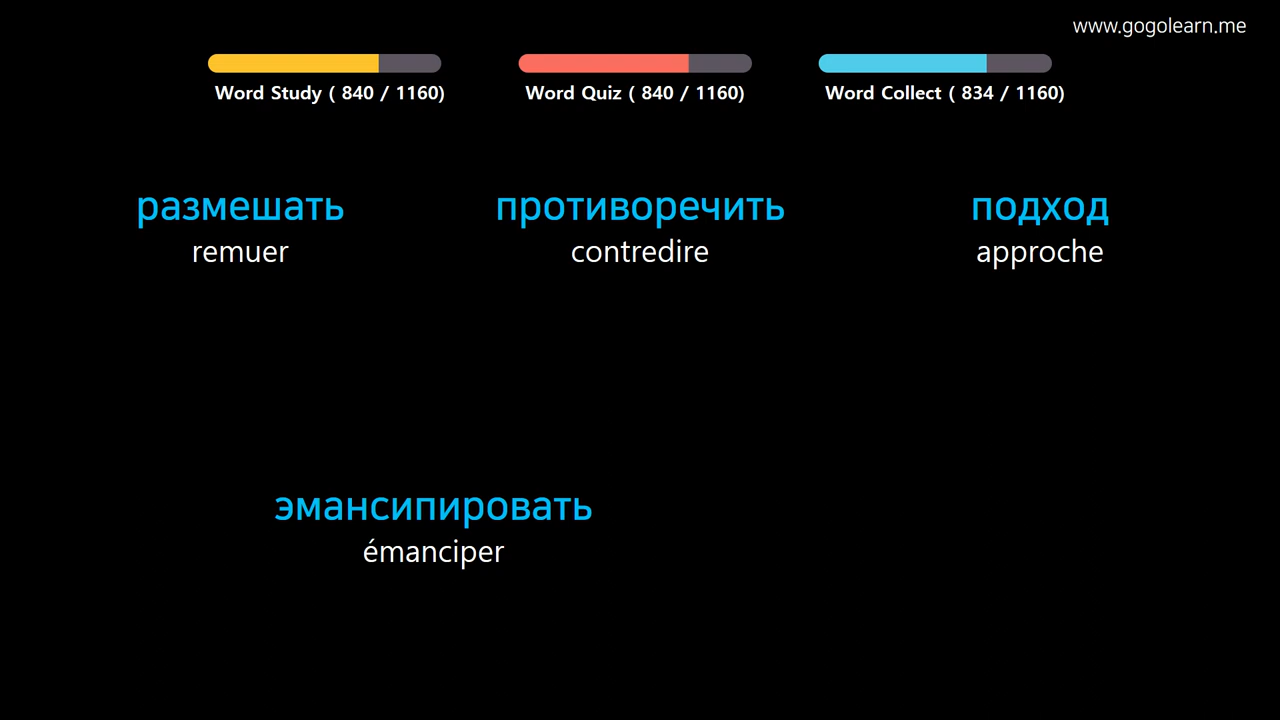 www.gogolearn.me
Word Study ( 840 / 1160)
Word Quiz ( 840 / 1160)
Word Collect ( 834 / 1160)
размешать
remuer
противоречить
contredire
подход
approche
эмансипировать
émanciper